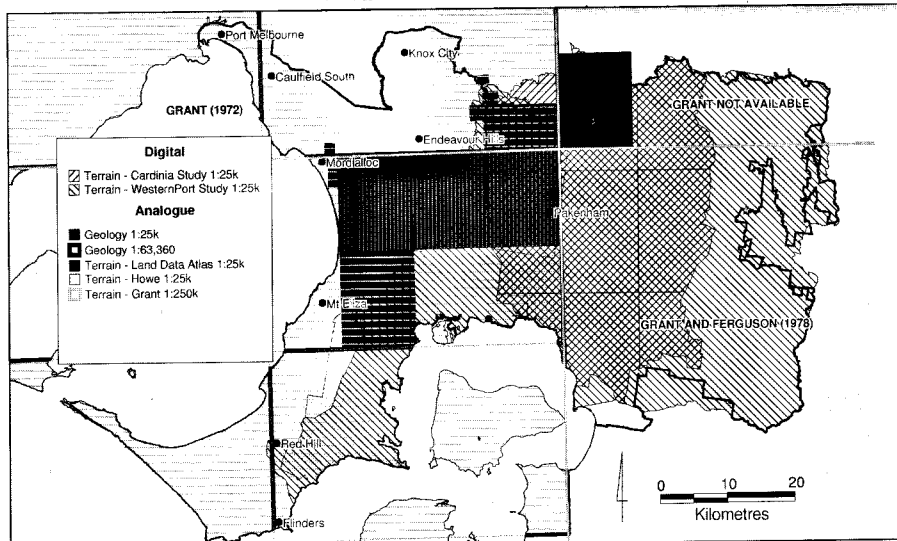 Port Melbourne
Knox City
Caulfield South
GRANT (1972)
GRANT NOT AVAILABLE
Endeavour Hills
Mordialloc
Digital
Terrain - Cardinia Study 1:25k
Terrain - WesternPort Study 1:25k
Analogue
Geology 1:25k
Geology 1:63,360
Terrain - Land Data Atlas 1:25k
Terrain - Howe 1:25k
Terrain - Grant 1:250k
Pakenham
Mt Eliza
GRANT AND FERGUSON (1978)
Red Hill
Flinders
0 10 20
Kilometres